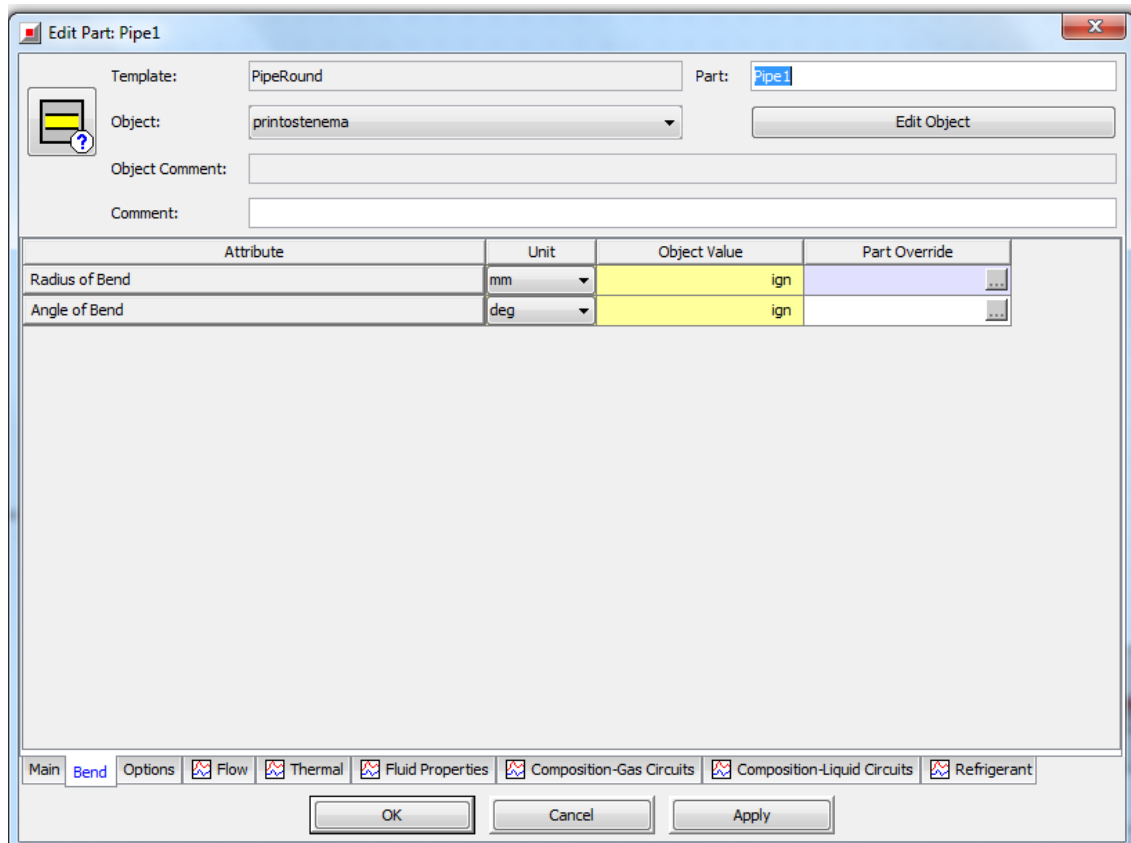 Edit Part: Pipe1
Template: PipeRound Part: Pipe1
Object: printostenema Edit Object
Object Comment:
Comment:
Attribute Unit Object Value Part Override
Radius of Bend mm ign ...
Angle of Bend deg ign ...
Main Bend Options Flow Thermal Fluid Properties Composition-Gas Circuits Composition-Liquid Circuits Refrigerant
OK Cancel Apply